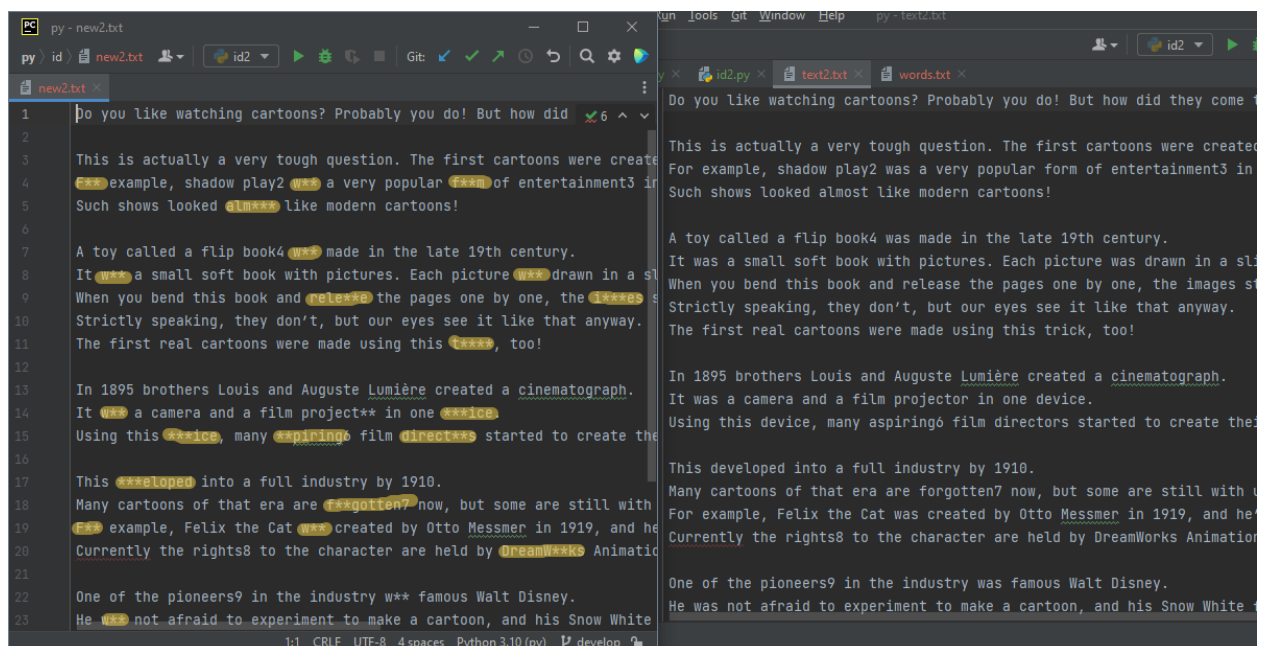 py - new2.txt
py id new2.txt id2 Git:
new2.txt
1 Do you like watching cartoons? Probably you do! But how did 6
2
3 This is actually a very tough question. The first cartoons were create
4 F** example, shadow play2 w** a very popular f**m of entertainment3 in
5 Such shows looked alm*** like modern cartoons!
6
7 A toy called a flip book4 w** made in the late 19th century.
8 It w** a small soft book with pictures. Each picture w** drawn in a sl
9 When you bend this book and rele**e the pages one by one, the i***es s
10 Strictly speaking, they don’t, but our eyes see it like that anyway.
11 The first real cartoons were made using this t****, too!
12
13 In 1895 brothers Louis and Auguste Lumière created a cinematograph.
14 It w** a camera and a film project** in one ***ice.
15 Using this ***ice, many **piring6 film direct**s started to create the
16
17 This ***eloped into a full industry by 1910.
18 Many cartoons of that era are f**gotten7 now, but some are still with
19 F** example, Felix the Cat w** created by Otto Messmer in 1919, and he
20 Currently the rights8 to the character are held by DreamW**ks Animatio
21
22 One of the pioneers9 in the industry w** famous Walt Disney.
23 He w** not afraid to experiment to make a cartoon, and his Snow White
1:1 CRLF UTF-8 4 spaces Python 3.10 (py) develop
Run Tools Git Window Help py - text2.txt
id2
y id2.py text2.txt words.txt
Do you like watching cartoons? Probably you do! But how did they come
This is actually a very tough question. The first cartoons were created
For example, shadow play2 was a very popular form of entertainment3 in
Such shows looked almost like modern cartoons!
A toy called a flip book4 was made in the late 19th century.
It was a small soft book with pictures. Each picture was drawn in a sli
When you bend this book and release the pages one by one, the images st
Strictly speaking, they don’t, but our eyes see it like that anyway.
The first real cartoons were made using this trick, too!
In 1895 brothers Louis and Auguste Lumière created a cinematograph.
It was a camera and a film projector in one device.
Using this device, many aspiring6 film directors started to create thei
This developed into a full industry by 1910.
Many cartoons of that era are forgotten7 now, but some are still with u
For example, Felix the Cat was created by Otto Messmer in 1919, and he’
Currently the rights8 to the character are held by DreamWorks Animation
One of the pioneers9 in the industry was famous Walt Disney.
He was not afraid to experiment to make a cartoon, and his Snow White